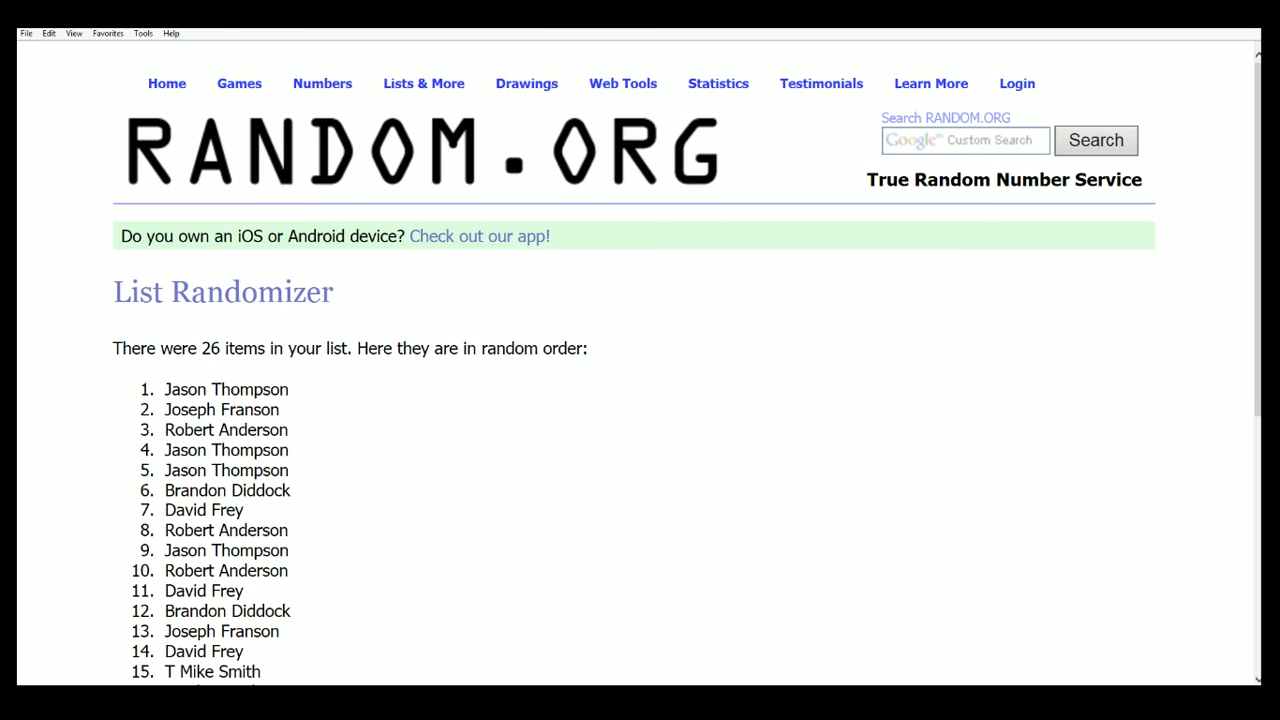 File Edit View Favorites Tools Help
Home Games Numbers Lists & More Drawings Web Tools Statistics Testimonials Learn More Login
RANDOM.ORG
Search RANDOM.ORG
Google™ Custom Search Search
True Random Number Service
Do you own an iOS or Android device? Check out our app!
List Randomizer
There were 26 items in your list. Here they are in random order:
1. Jason Thompson
2. Joseph Franson
3. Robert Anderson
4. Jason Thompson
5. Jason Thompson
6. Brandon Diddock
7. David Frey
8. Robert Anderson
9. Jason Thompson
10. Robert Anderson
11. David Frey
12. Brandon Diddock
13. Joseph Franson
14. David Frey
15. T Mike Smith